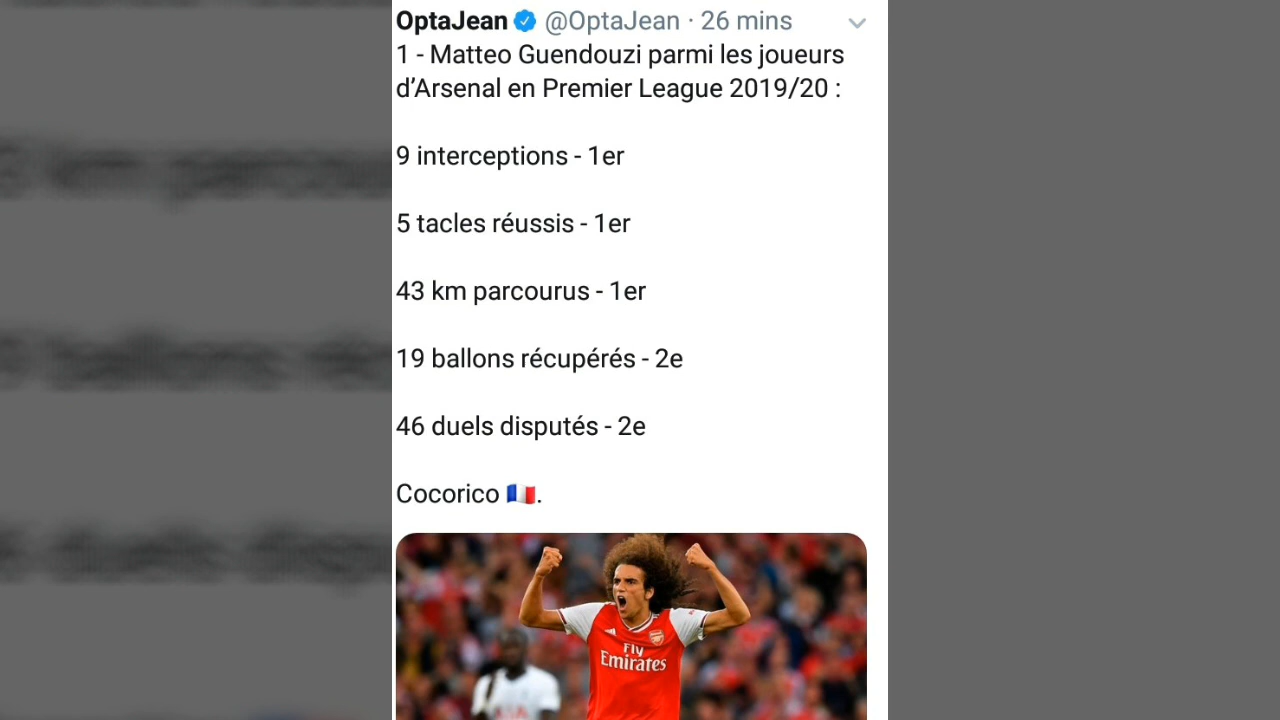 OptaJean @OptaJean · 26 mins
1 - Matteo Guendouzi parmi les joueurs
d’Arsenal en Premier League 2019/20 :
9 interceptions - 1er
5 tacles réussis - 1er
43 km parcourus - 1er
19 ballons récupérés - 2e
46 duels disputés - 2e
Cocorico 🇫🇷.
Fly
Emirates